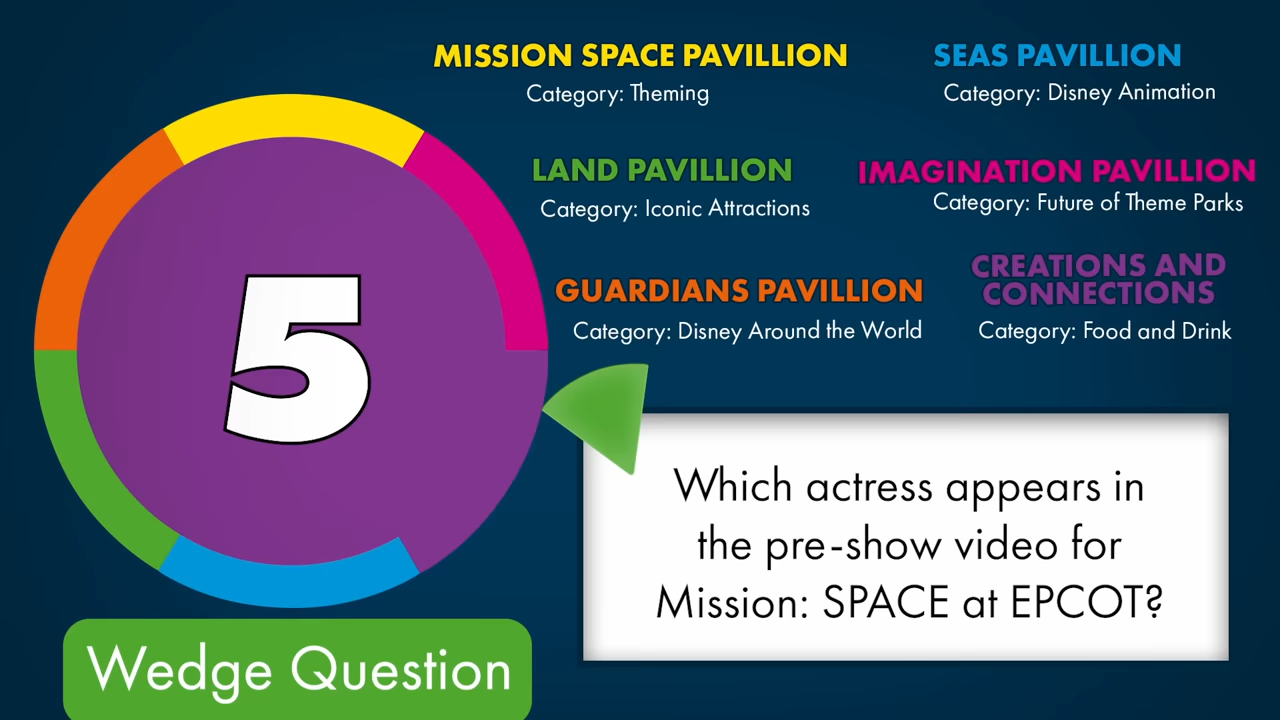 MISSION SPACE PAVILLION
Category: Theming
SEAS PAVILLION
Category: Disney Animation
LAND PAVILLION
Category: Iconic Attractions
IMAGINATION PAVILLION
Category: Future of Theme Parks
GUARDIANS PAVILLION
Category: Disney Around the World
CREATIONS AND
CONNECTIONS
Category: Food and Drink
5
Which actress appears in
the pre-show video for
Mission: SPACE at EPCOT?
Wedge Question